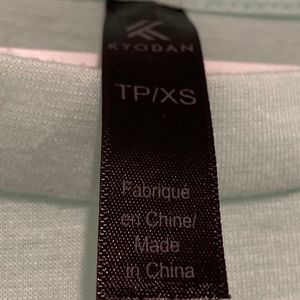 KYODAN
TP/XS
Fabriqué
en Chine/
Made
in China